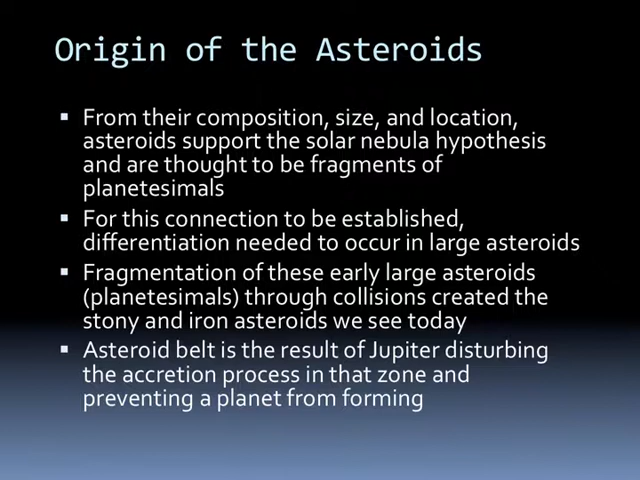 Origin of the Asteroids
From their composition, size, and location,
asteroids support the solar nebula hypothesis
and are thought to be fragments of
planetesimals
For this connection to be established,
differentiation needed to occur in large asteroids
Fragmentation of these early large asteroids
(planetesimals) through collisions created the
stony and iron asteroids we see today
Asteroid belt is the result of Jupiter disturbing
the accretion process in that zone and
preventing a planet from forming